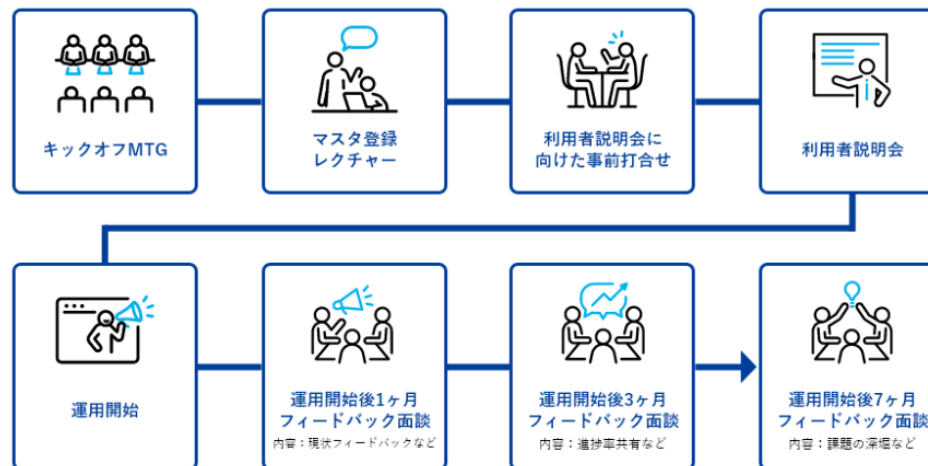 キックオフMTG
マスタ登録
レクチャー
利用者説明会に
向けた事前打合せ
利用者説明会
運用開始
運用開始後1ヶ月
フィードバック面談
内容：現状フィードバックなど
運用開始後3ヶ月
フィードバック面談
内容：進捗率共有など
運用開始後7ヶ月
フィードバック面談
内容：課題の深堀など